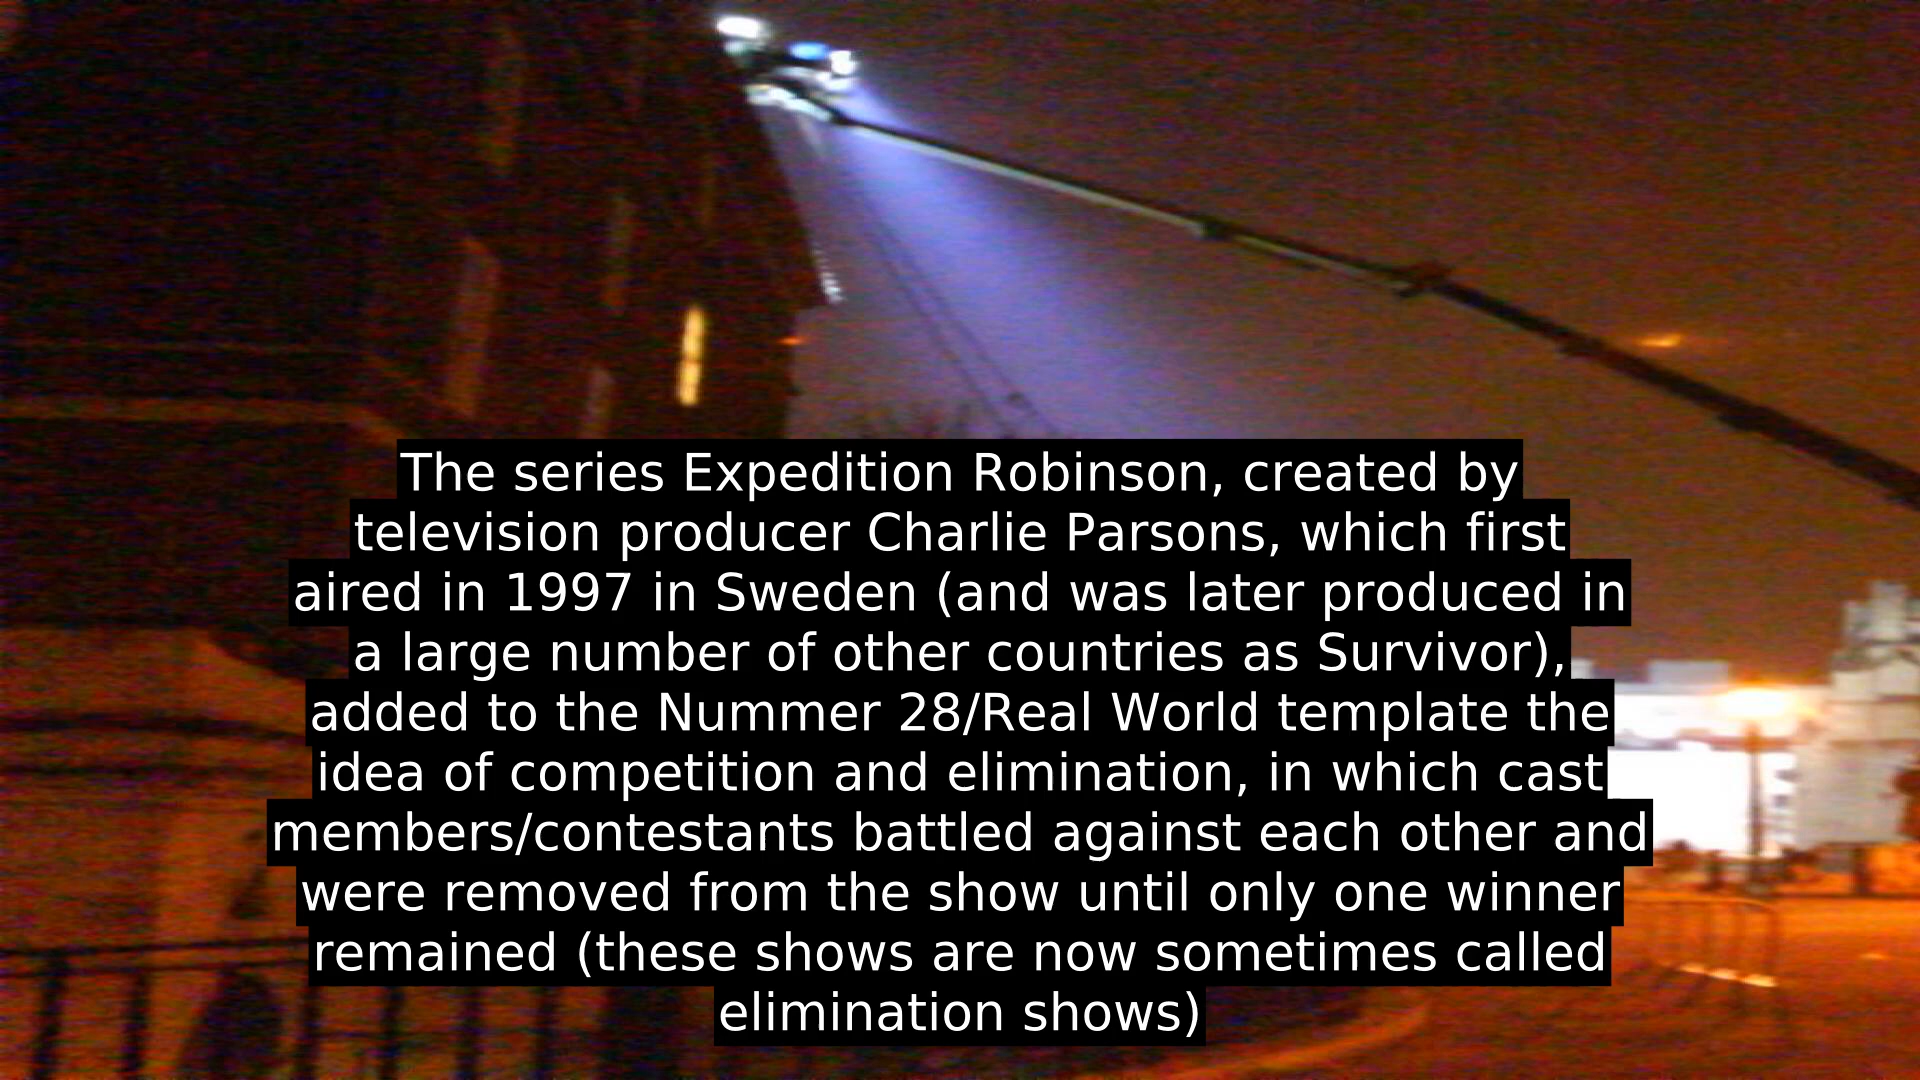 The series Expedition Robinson, created by
television producer Charlie Parsons, which first
aired in 1997 in Sweden (and was later produced in
a large number of other countries as Survivor),
added to the Nummer 28/Real World template the
idea of competition and elimination, in which cast
members/contestants battled against each other and
were removed from the show until only one winner
remained (these shows are now sometimes called
elimination shows)